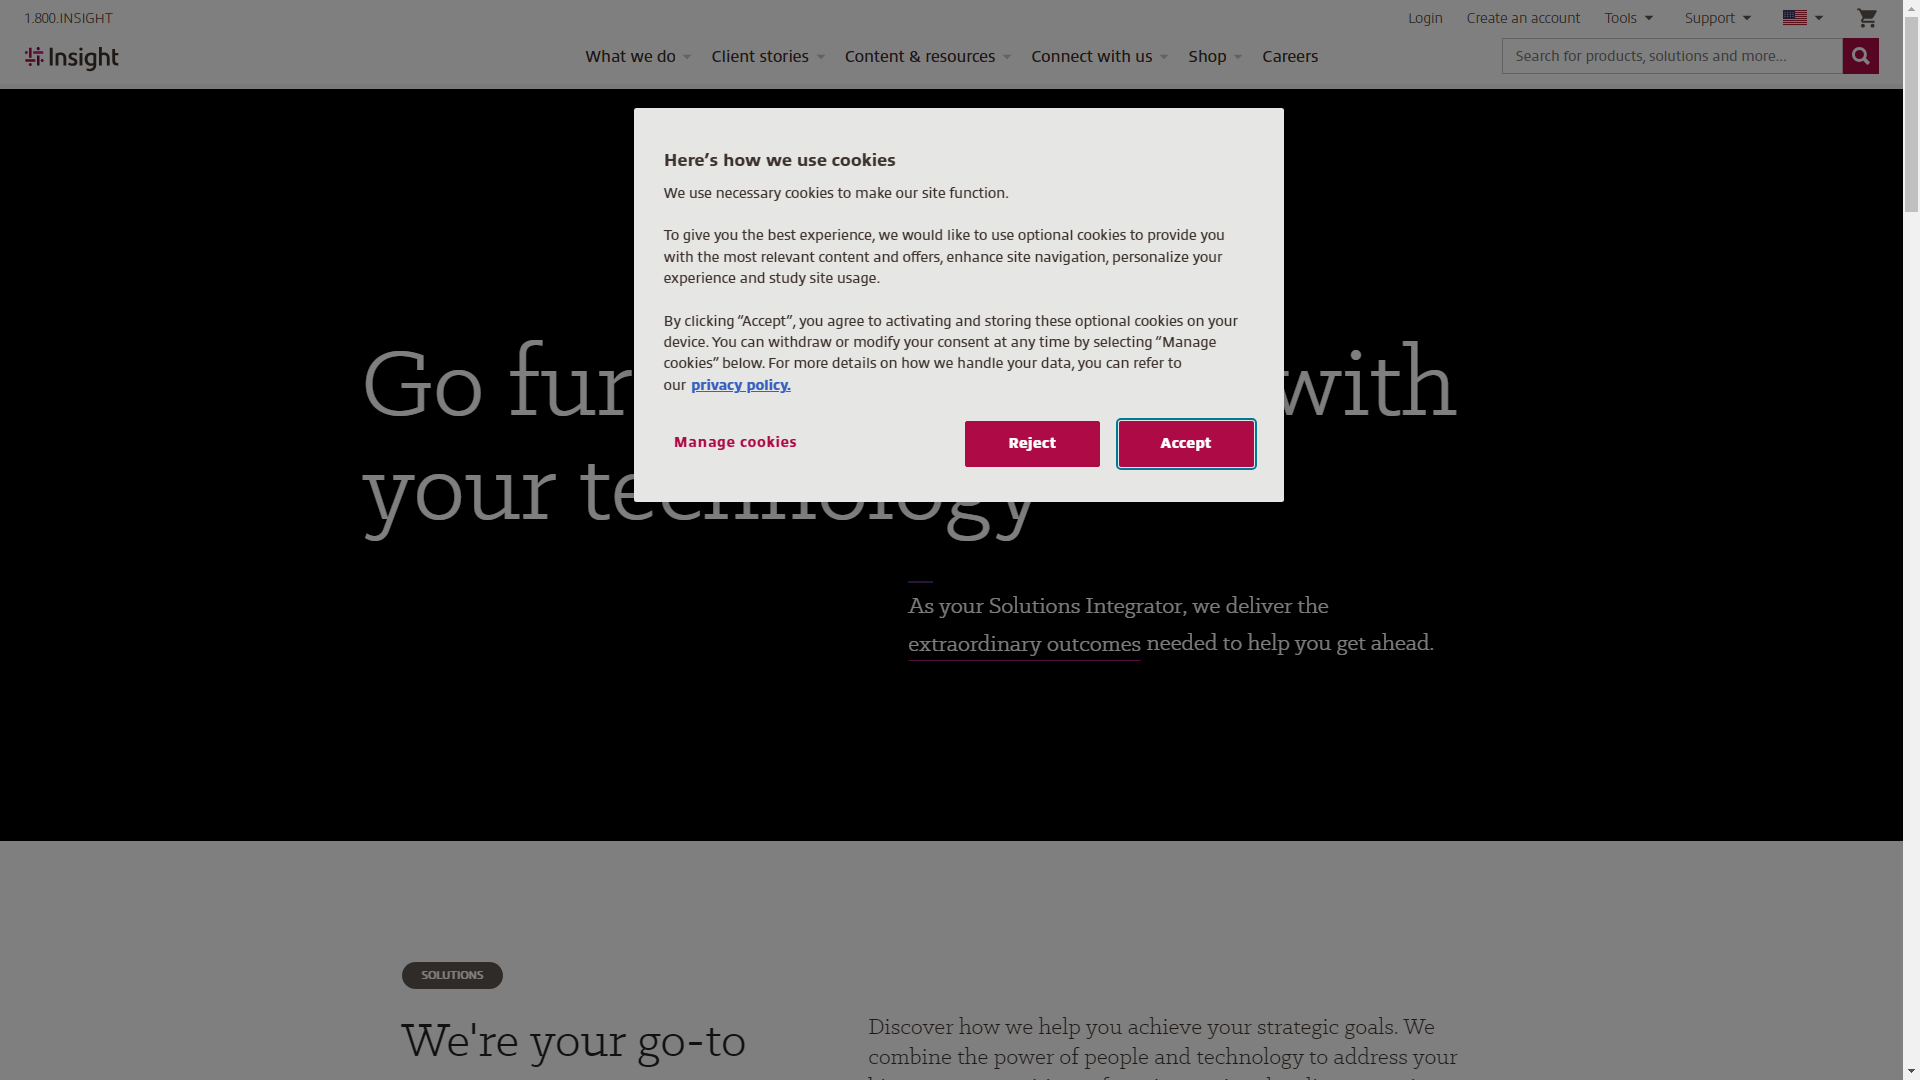 1.800.INSIGHT
Login
Create an account
Tools
Support
Insight
What we do
Client stories
Content & resources
Connect with us
Shop
Careers
Search for products, solutions and more...
Here’s how we use cookies
We use necessary cookies to make our site function.
To give you the best experience, we would like to use optional cookies to provide you
with the most relevant content and offers, enhance site navigation, personalize your
experience and study site usage.
By clicking “Accept”, you agree to activating and storing these optional cookies on your
device. You can withdraw or modify your consent at any time by selecting “Manage
cookies” below. For more details on how we handle your data, you can refer to
our privacy policy.
Manage cookies
Reject
Accept
Go fur with
your technology
As your Solutions Integrator, we deliver the
extraordinary outcomes needed to help you get ahead.
SOLUTIONS
We're your go-to
Discover how we help you achieve your strategic goals. We
combine the power of people and technology to address your